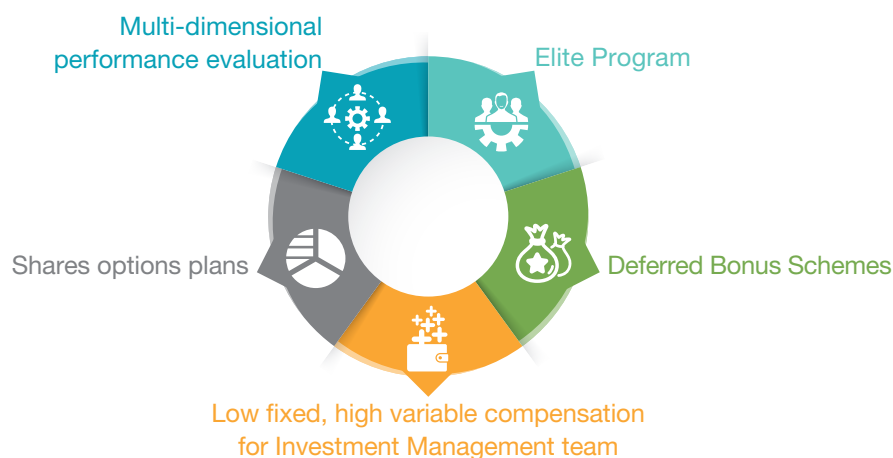 Multi-dimensional
performance evaluation
Elite Program
Shares options plans
Deferred Bonus Schemes
Low fixed, high variable compensation
for Investment Management team